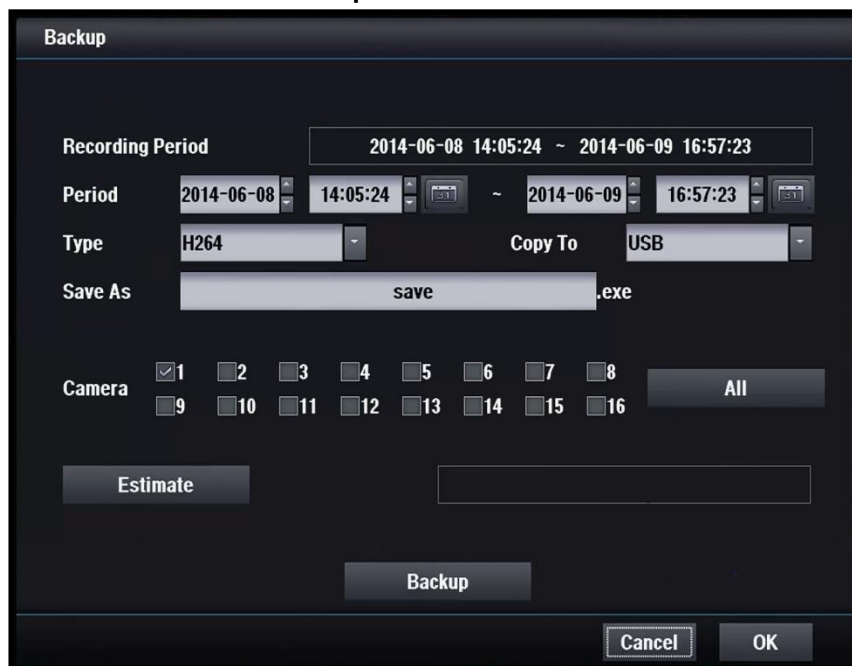 Backup
Recording Period 2014-06-08 14:05:24 ~ 2014-06-09 16:57:23
Period 2014-06-08 14:05:24 31 ~ 2014-06-09 16:57:23 31
Type H264 Copy To USB
Save As save .exe
1 2 3 4 5 6 7 8
Camera All
9 10 11 12 13 14 15 16
Estimate
Backup
Cancel OK